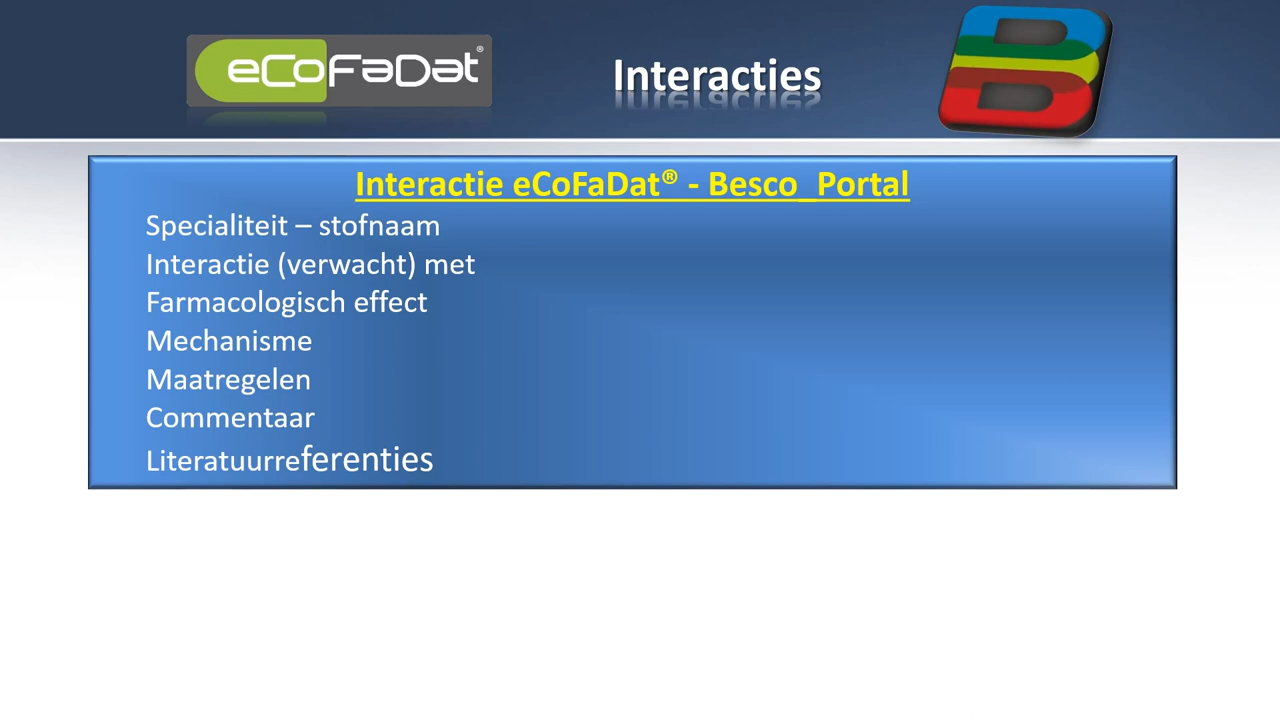 eCoFaDat®
Interacties
B
Interactie eCoFaDat® - Besco_Portal
Specialiteit – stofnaam
Interactie (verwacht) met
Farmacologisch effect
Mechanisme
Maatregelen
Commentaar
Literatuurreferenties